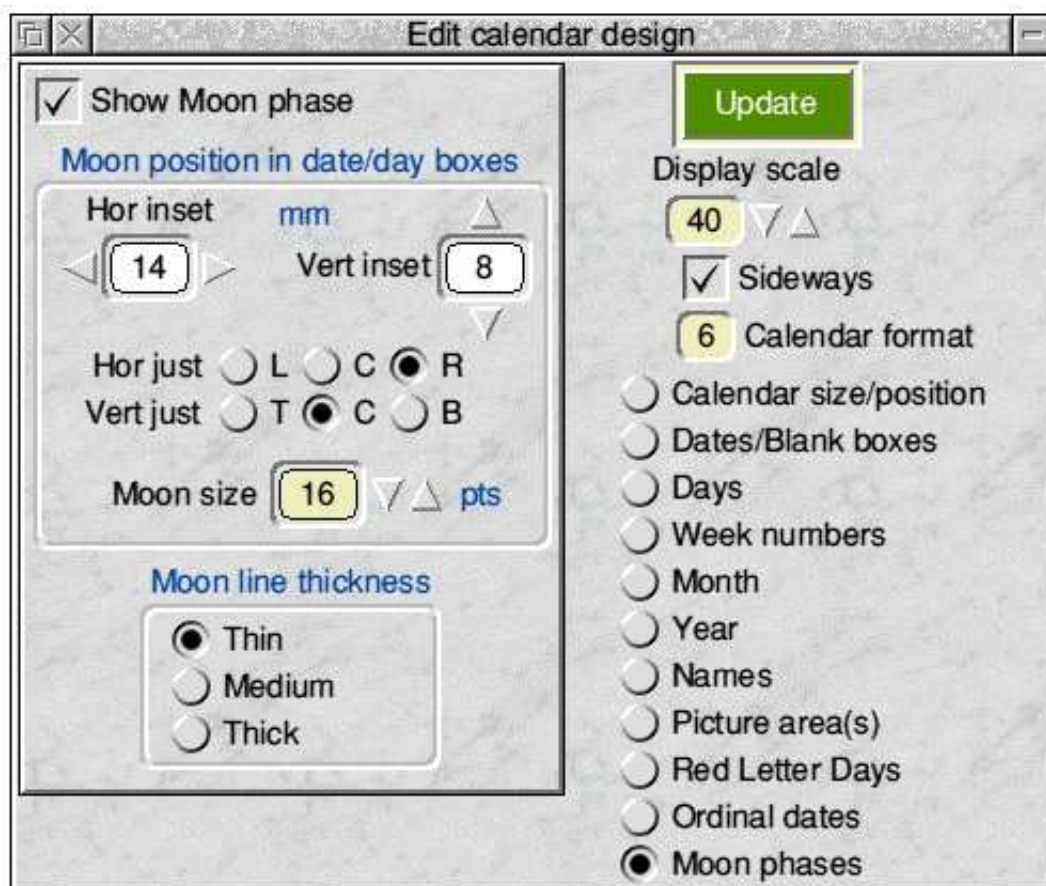 Edit calendar design
Show Moon phase
Moon position in date/day boxes
Hor inset mm
14 Vert inset 8
Hor just L C R
Vert just T C B
Moon size 16 pts
Moon line thickness
Thin
Medium
Thick
Update
Display scale
40
Sideways
6 Calendar format
Calendar size/position
Dates/Blank boxes
Days
Week numbers
Month
Year
Names
Picture area(s)
Red Letter Days
Ordinal dates
Moon phases